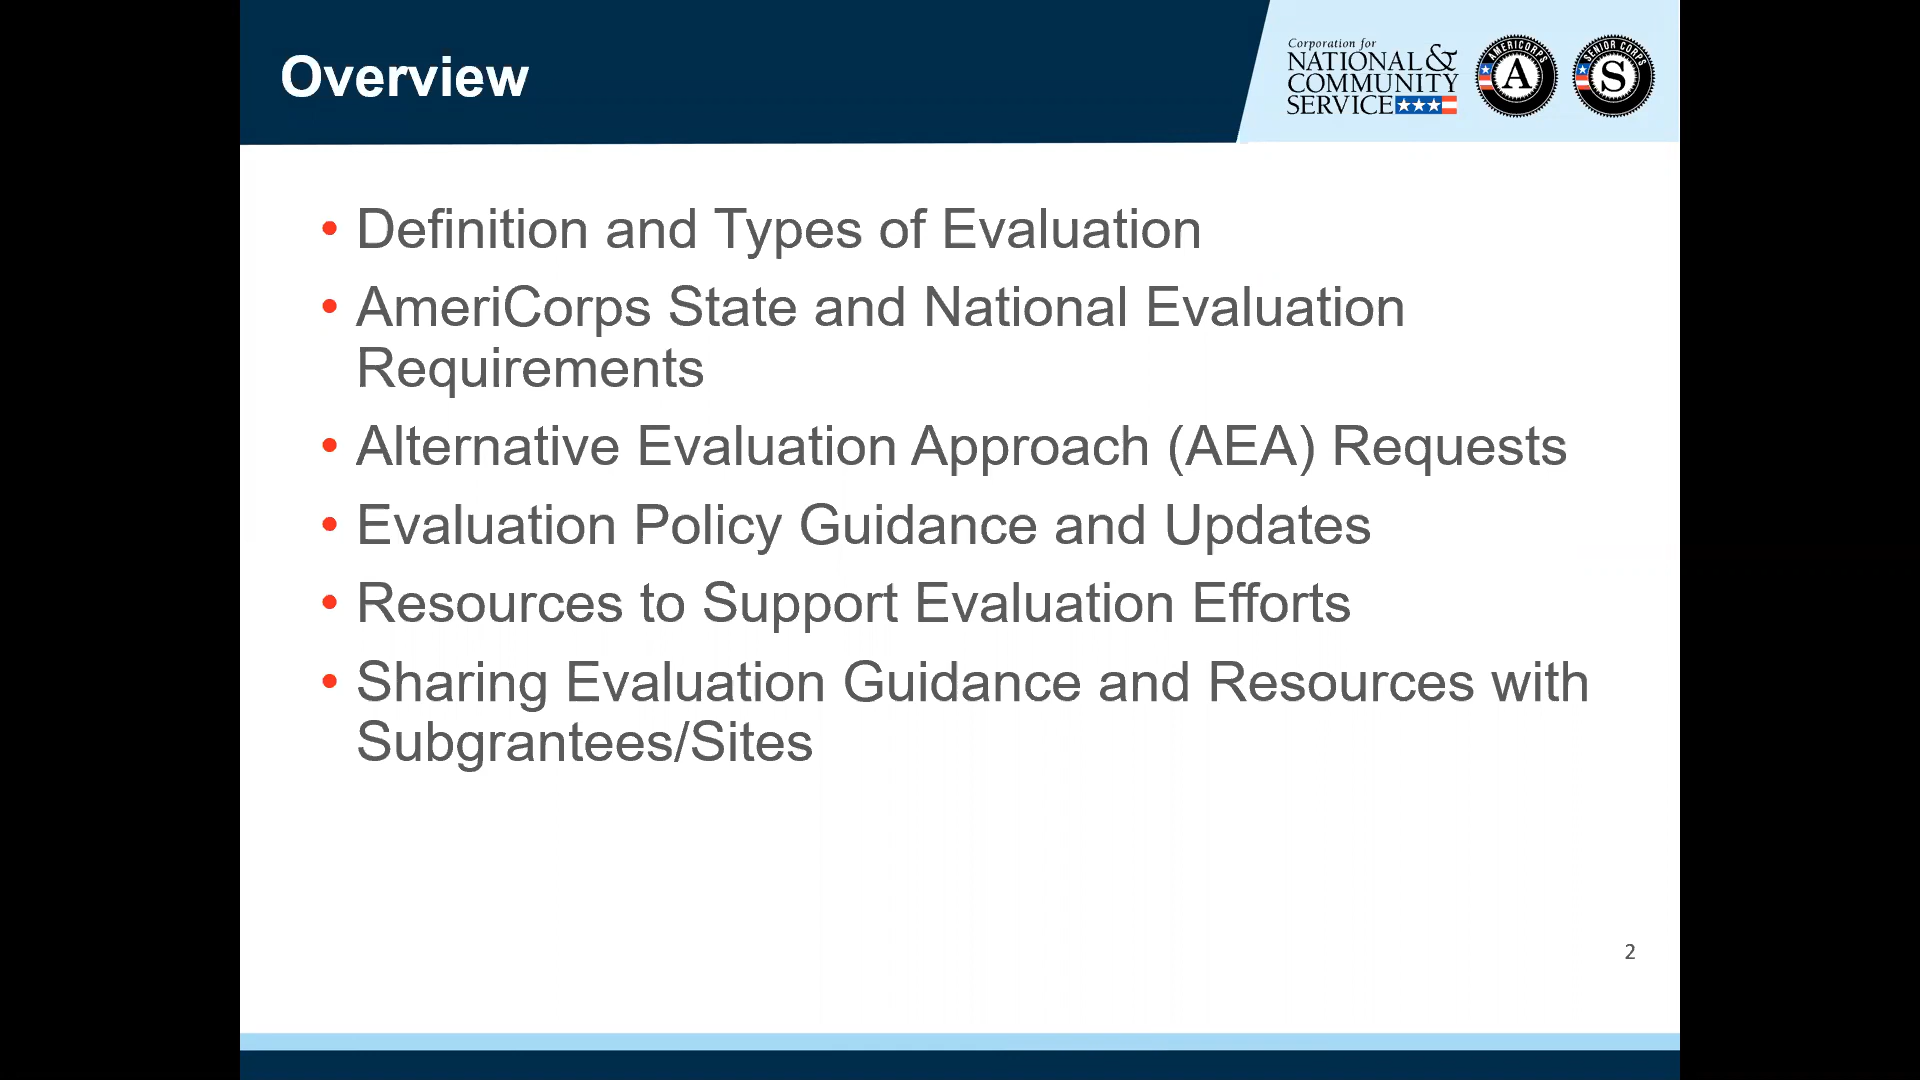 Overview
Corporation for
NATIONAL &
COMMUNITY
SERVICE
AMERICORPS
A
SENIOR CORPS
S
• Definition and Types of Evaluation
• AmeriCorps State and National Evaluation
Requirements
• Alternative Evaluation Approach (AEA) Requests
• Evaluation Policy Guidance and Updates
• Resources to Support Evaluation Efforts
• Sharing Evaluation Guidance and Resources with
Subgrantees/Sites
2